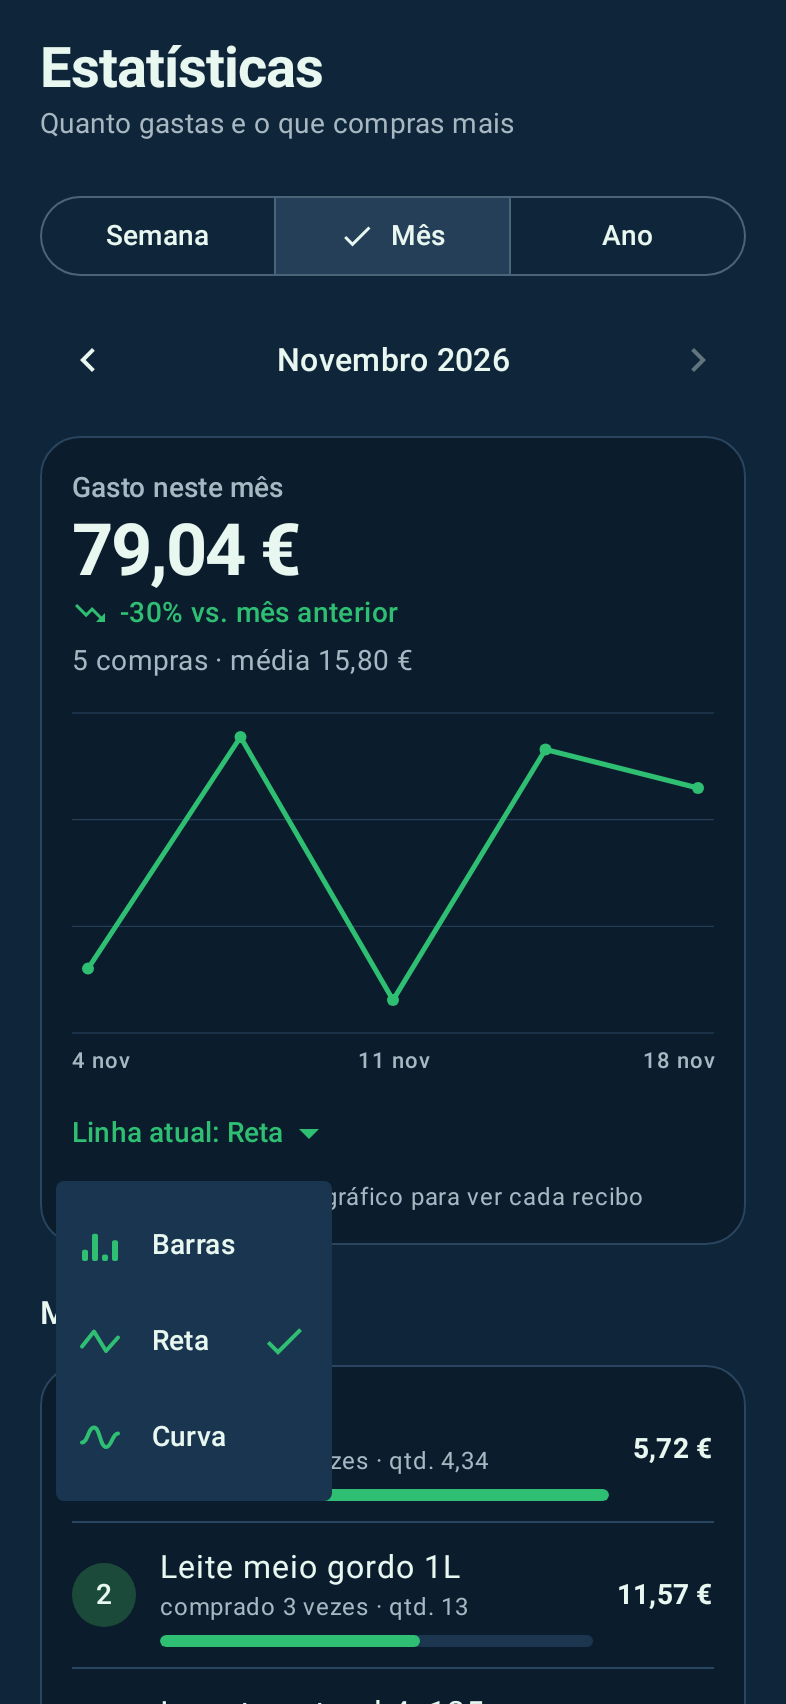 Estatísticas
Quanto gastas e o que compras mais
Semana
Mês
Ano
Novembro 2026
Gasto neste mês
79,04 €
-30% vs. mês anterior
5 compras · média 15,80 €
4 nov 11 nov 18 nov
Linha atual: Reta
gráfico para ver cada recibo
Barras
Reta
Curva
5,72 €
· qtd. 4,34
2
Leite meio gordo 1L
11,57 €
comprado 3 vezes · qtd. 13